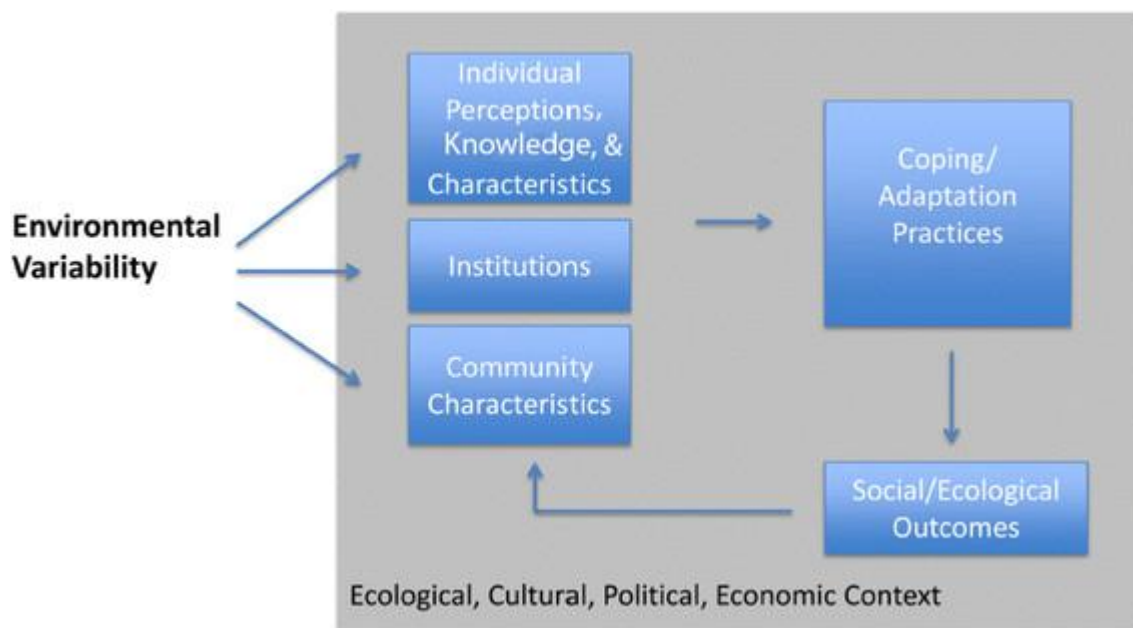 Environmental
Variability
Individual
Perceptions,
Knowledge, &
Characteristics
Institutions
Community
Characteristics
Coping/
Adaptation
Practices
Social/Ecological
Outcomes
Ecological, Cultural, Political, Economic Context